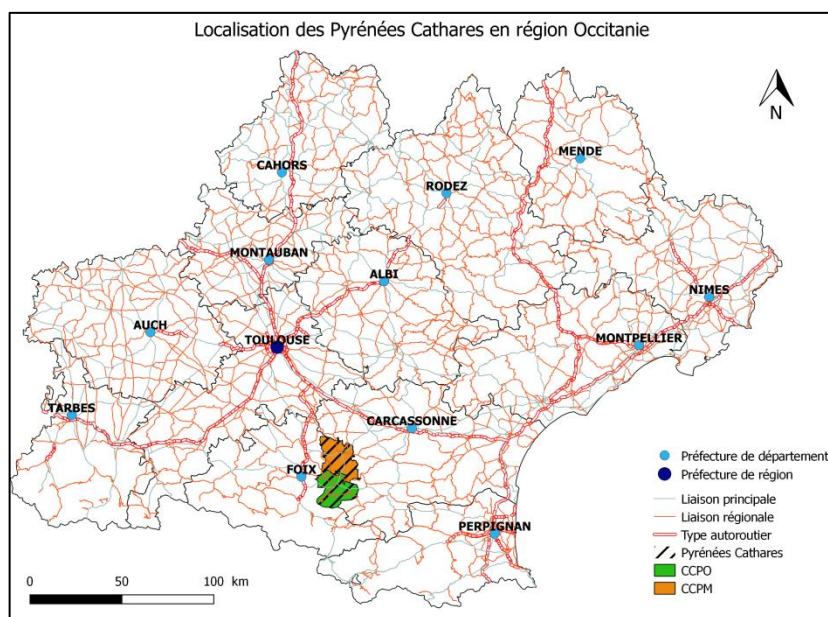 Localisation des Pyrénées Cathares en région Occitanie
N
CAHORS
MENDE
RODEZ
MONTAUBAN
ALBI
NIMES
AUCH
TOULOUSE
MONTPELLIER
TARBES
CARCASSONNE
FOIX
PERPIGNAN
Préfecture de département
Préfecture de région
Liaison principale
Liaison régionale
Type autoroutier
Pyrénées Cathares
CCPO
CCPM
0 50 100 km